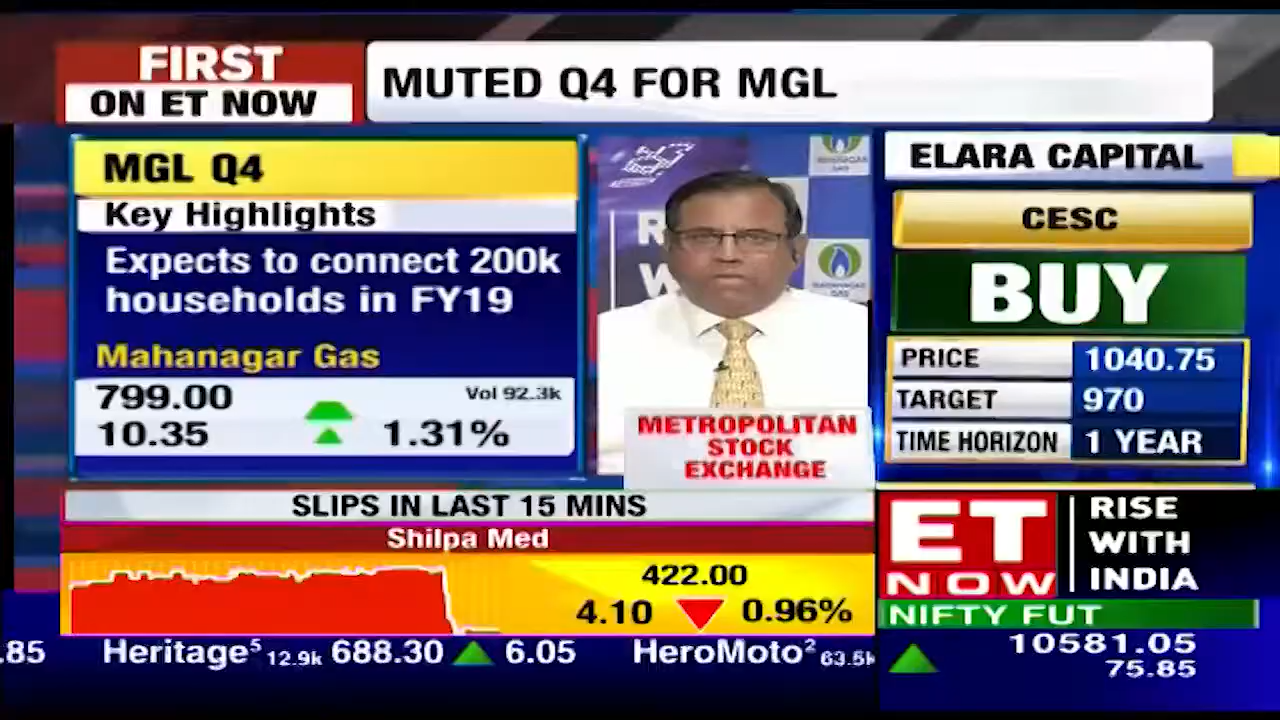 FIRST
ON ET NOW
MUTED Q4 FOR MGL
MGL Q4
Key Highlights
Expects to connect 200k
households in FY19
Mahanagar Gas
799.00
Vol 92.3k
10.35
1.31%
METROPOLITAN
STOCK
EXCHANGE
ELARA CAPITAL
CESC
BUY
PRICE 1040.75
TARGET 970
TIME HORIZON 1 YEAR
SLIPS IN LAST 15 MINS
Shilpa Med
422.00
4.10 0.96%
ET
NOW
RISE
WITH
INDIA
NIFTY FUT
10581.05
75.85
.85 Heritage⁵ 12.9k 688.30 6.05 HeroMoto² 63.5k